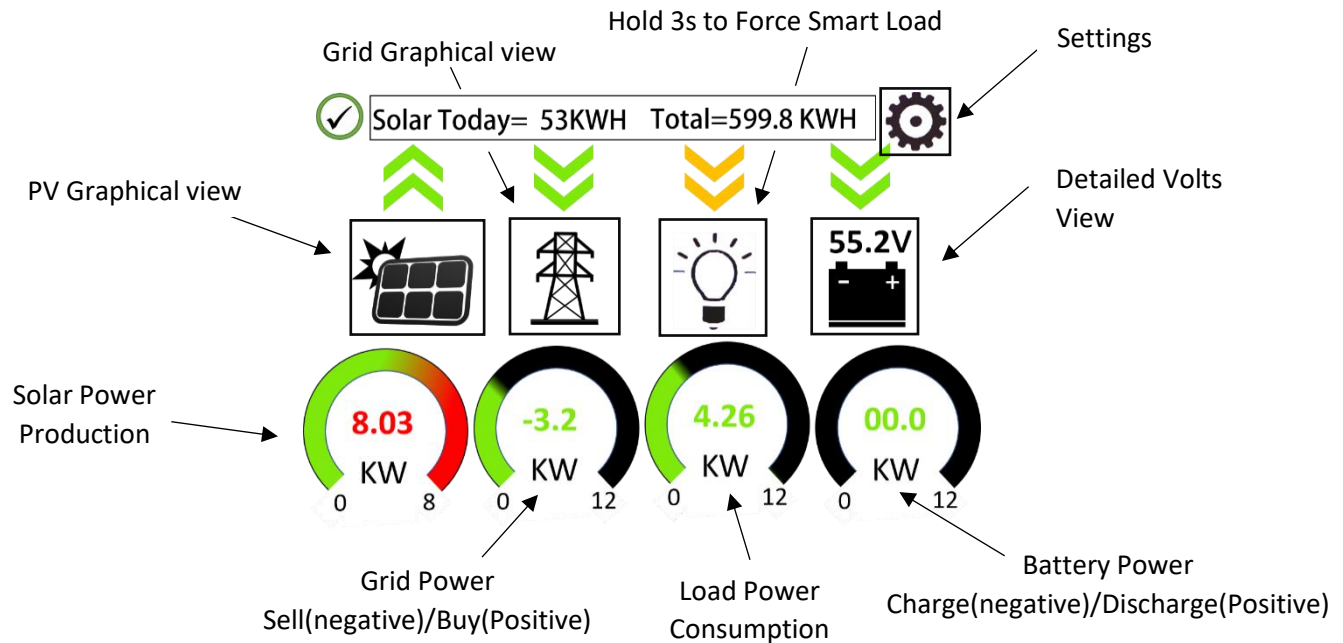 Hold 3s to Force Smart Load
Grid Graphical view
Settings
Solar Today= 53KWH Total=599.8 KWH
PV Graphical view
Detailed Volts
View
55.2V
- +
Solar Power
Production
8.03
KW
0 8
-3.2
KW
0 12
4.26
KW
0 12
00.0
KW
0 12
Grid Power
Sell(negative)/Buy(Positive)
Load Power
Consumption
Battery Power
Charge(negative)/Discharge(Positive)